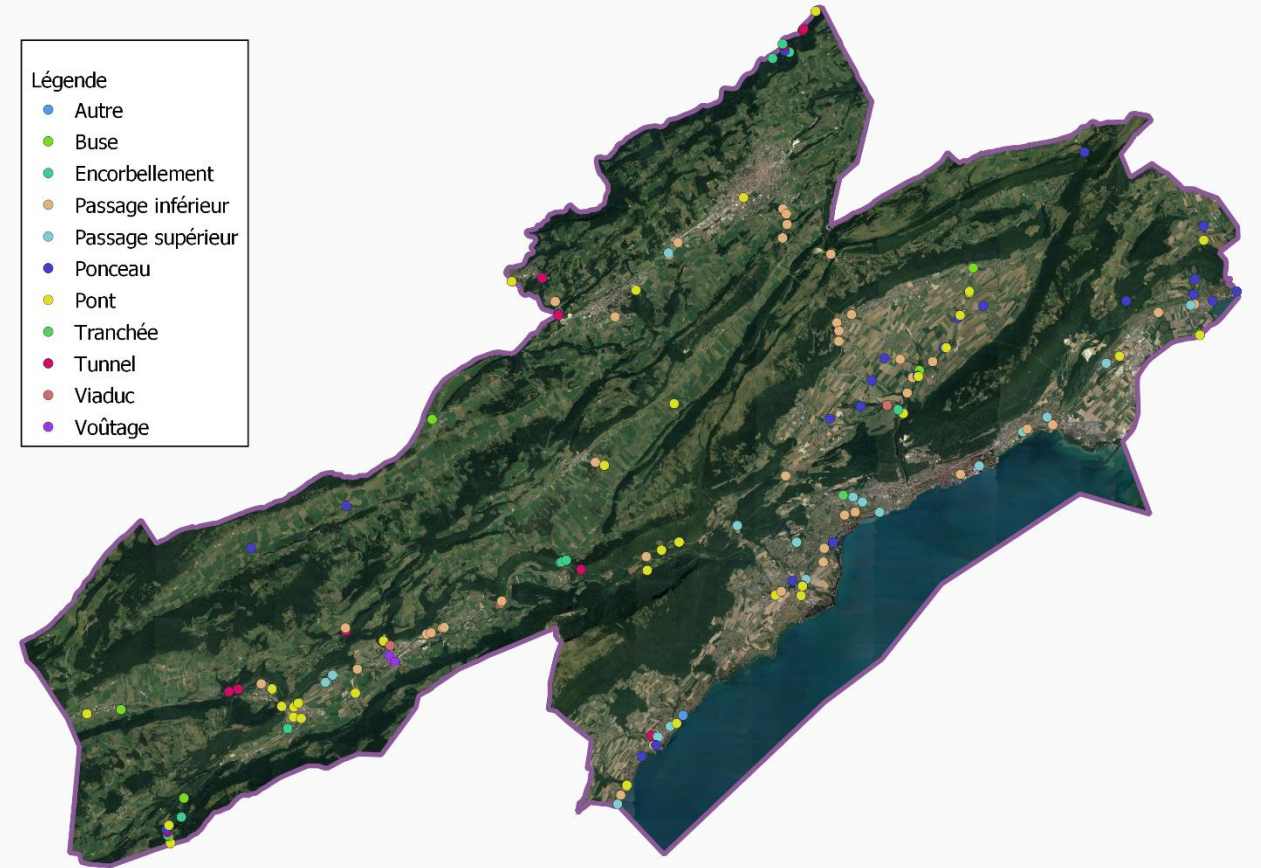 Légende
Autre
Buse
Encorbellement
Passage inférieur
Passage supérieur
Ponceau
Pont
Tranchée
Tunnel
Viaduc
Voûtage